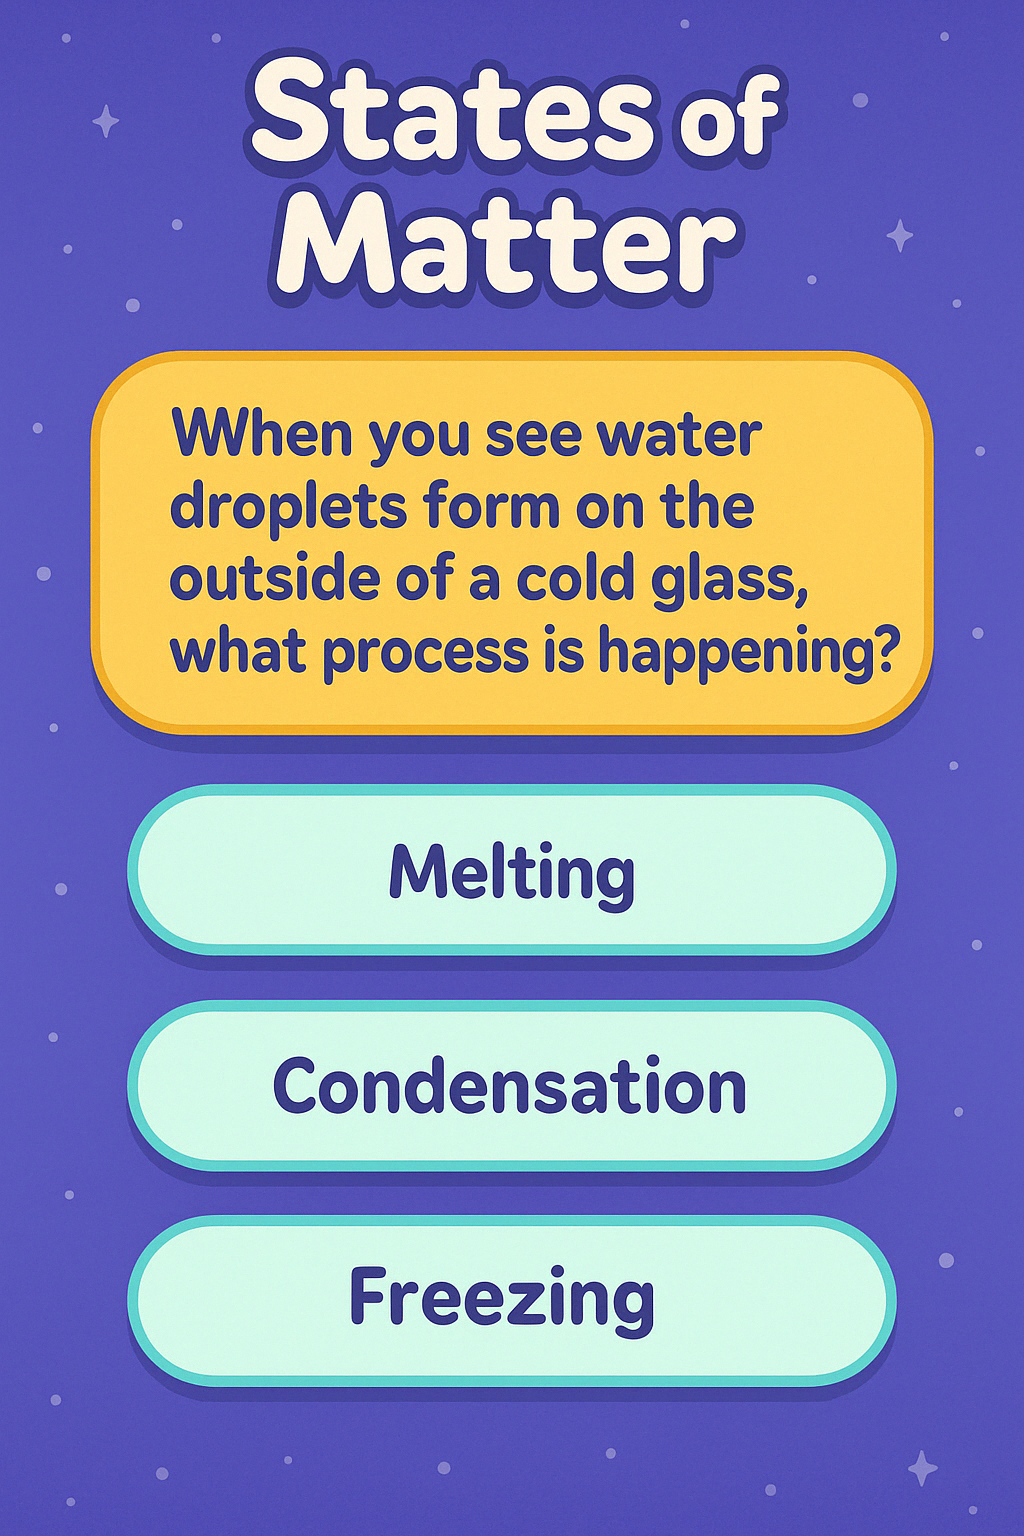 States of
Matter
When you see water
droplets form on the
outside of a cold glass,
what process is happening?
Melting
Condensation
Freezing